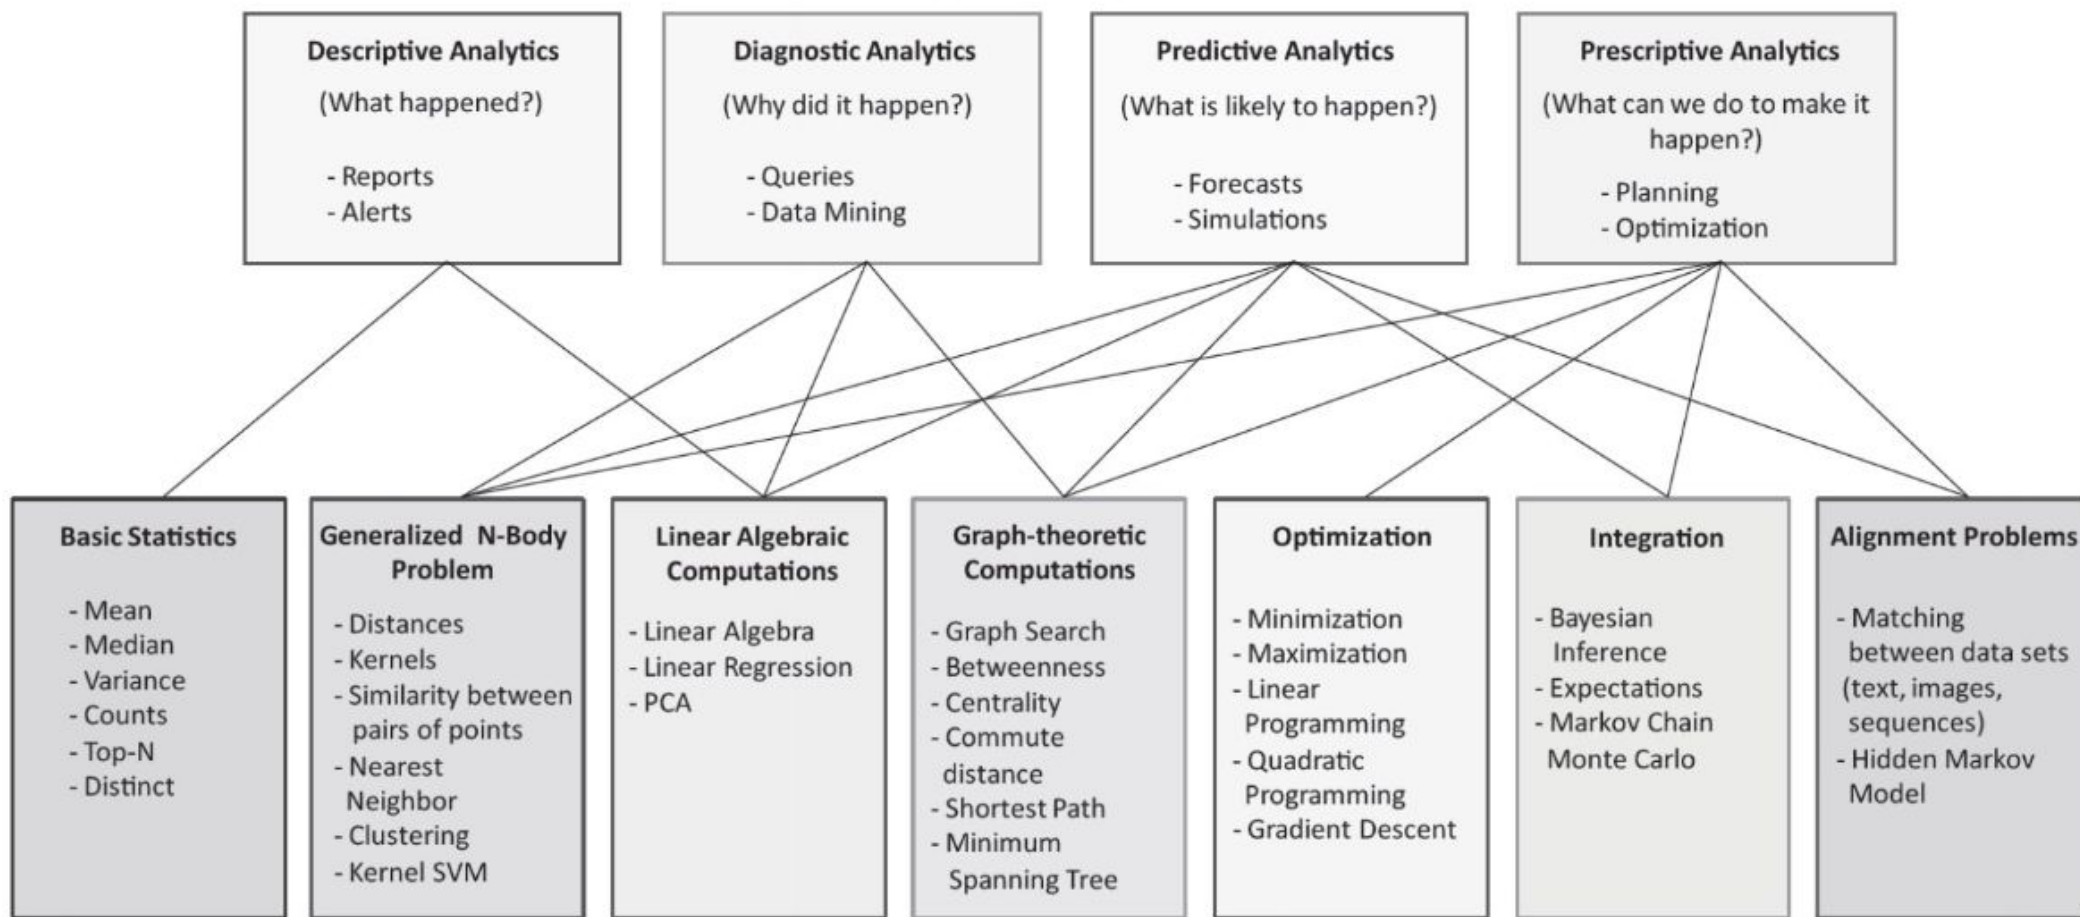 Descriptive Analytics
(What happened?)
- Reports
- Alerts
Diagnostic Analytics
(Why did it happen?)
- Queries
- Data Mining
Predictive Analytics
(What is likely to happen?)
- Forecasts
- Simulations
Prescriptive Analytics
(What can we do to make it
happen?)
- Planning
- Optimization
Basic Statistics
- Mean
- Median
- Variance
- Counts
- Top-N
- Distinct
Generalized N-Body
Problem
- Distances
- Kernels
- Similarity between
pairs of points
- Nearest
Neighbor
- Clustering
- Kernel SVM
Linear Algebraic
Computations
- Linear Algebra
- Linear Regression
- PCA
Graph-theoretic
Computations
- Graph Search
- Betweenness
- Centrality
- Commute
distance
- Shortest Path
- Minimum
Spanning Tree
Optimization
- Minimization
- Maximization
- Linear
Programming
- Quadratic
Programming
- Gradient Descent
Integration
- Bayesian
Inference
- Expectations
- Markov Chain
Monte Carlo
Alignment Problems
- Matching
between data sets
(text, images,
sequences)
- Hidden Markov
Model